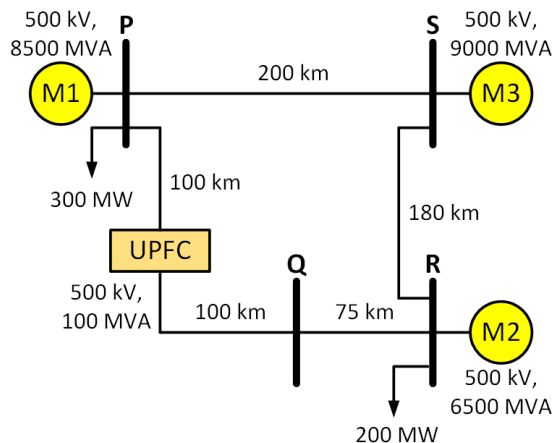 500 kV,
8500 MVA
P
S
500 kV,
9000 MVA
M1
200 km
M3
300 MW
100 km
180 km
UPFC
500 kV,
100 MVA
100 km
Q
75 km
R
M2
500 kV,
6500 MVA
200 MW